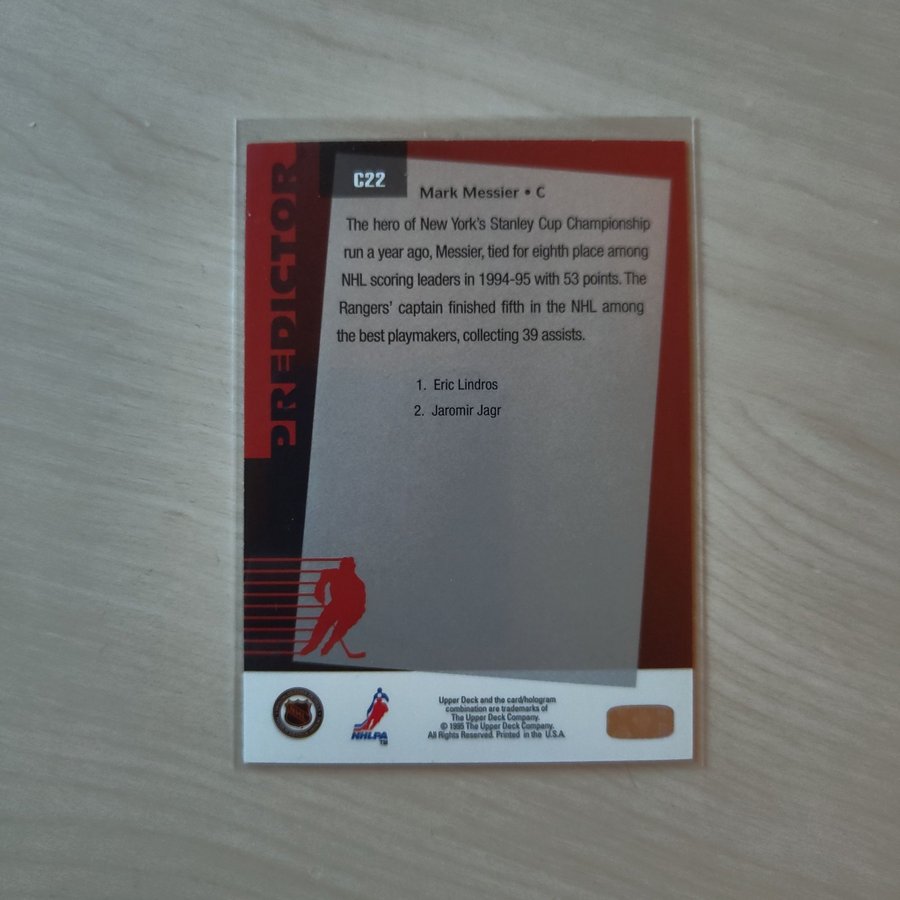 PREDICTOR
C22
Mark Messier • C
The hero of New York's Stanley Cup Championship
run a year ago, Messier, tied for eighth place among
NHL scoring leaders in 1994-95 with 53 points. The
Rangers' captain finished fifth in the NHL among
the best playmakers, collecting 39 assists.
1. Eric Lindros
2. Jaromir Jagr
NHLPA
TM
Upper Deck and the card/hologram
combination are trademarks of
The Upper Deck Company.
© 1995 The Upper Deck Company.
All Rights Reserved. Printed in the U.S.A.